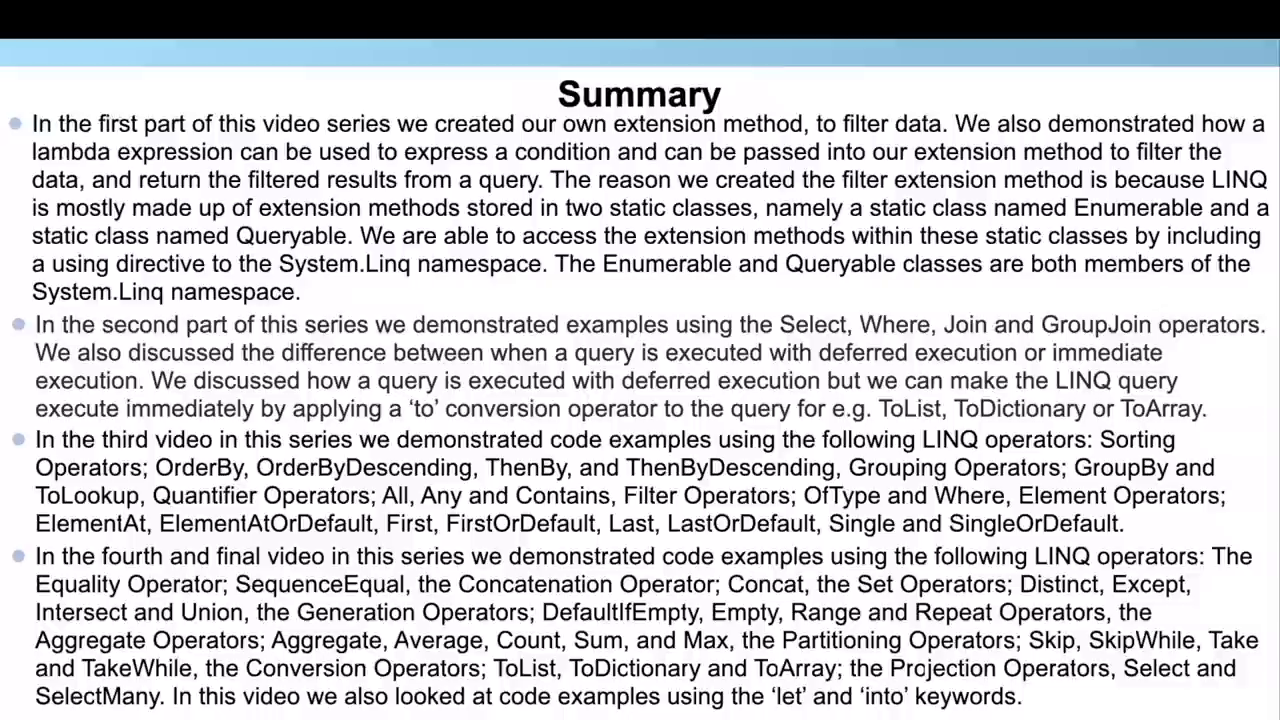 Summary
In the first part of this video series we created our own extension method, to filter data. We also demonstrated how a
lambda expression can be used to express a condition and can be passed into our extension method to filter the
data, and return the filtered results from a query. The reason we created the filter extension method is because LINQ
is mostly made up of extension methods stored in two static classes, namely a static class named Enumerable and a
static class named Queryable. We are able to access the extension methods within these static classes by including
a using directive to the System.Linq namespace. The Enumerable and Queryable classes are both members of the
System.Linq namespace.
In the second part of this series we demonstrated examples using the Select, Where, Join and GroupJoin operators.
We also discussed the difference between when a query is executed with deferred execution or immediate
execution. We discussed how a query is executed with deferred execution but we can make the LINQ query
execute immediately by applying a ‘to’ conversion operator to the query for e.g. ToList, ToDictionary or ToArray.
In the third video in this series we demonstrated code examples using the following LINQ operators: Sorting
Operators; OrderBy, OrderByDescending, ThenBy, and ThenByDescending, Grouping Operators; GroupBy and
ToLookup, Quantifier Operators; All, Any and Contains, Filter Operators; OfType and Where, Element Operators;
ElementAt, ElementAtOrDefault, First, FirstOrDefault, Last, LastOrDefault, Single and SingleOrDefault.
In the fourth and final video in this series we demonstrated code examples using the following LINQ operators: The
Equality Operator; SequenceEqual, the Concatenation Operator; Concat, the Set Operators; Distinct, Except,
Intersect and Union, the Generation Operators; DefaultIfEmpty, Empty, Range and Repeat Operators, the
Aggregate Operators; Aggregate, Average, Count, Sum, and Max, the Partitioning Operators; Skip, SkipWhile, Take
and TakeWhile, the Conversion Operators; ToList, ToDictionary and ToArray; the Projection Operators, Select and
SelectMany. In this video we also looked at code examples using the ‘let’ and ‘into’ keywords.